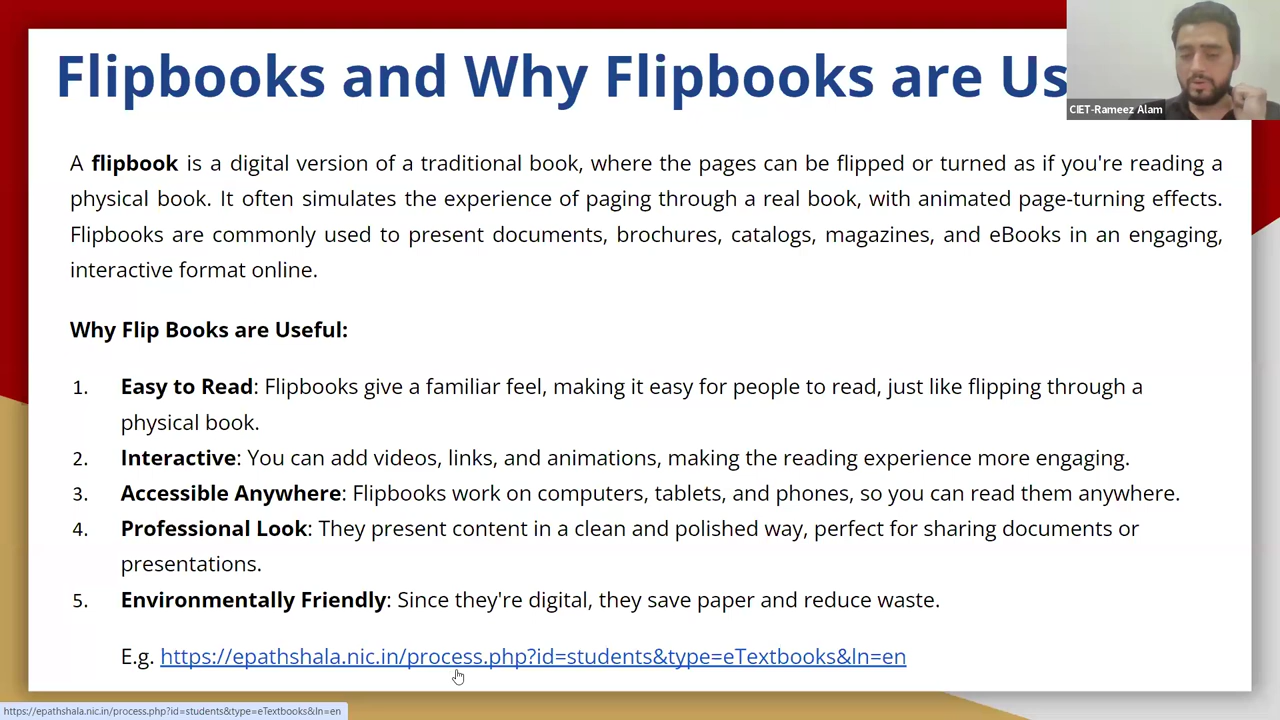 Flipbooks and Why Flipbooks are Us
CIET-Rameez Alam
A flipbook is a digital version of a traditional book, where the pages can be flipped or turned as if you're reading a
physical book. It often simulates the experience of paging through a real book, with animated page-turning effects.
Flipbooks are commonly used to present documents, brochures, catalogs, magazines, and eBooks in an engaging,
interactive format online.
Why Flip Books are Useful:
1. Easy to Read: Flipbooks give a familiar feel, making it easy for people to read, just like flipping through a
physical book.
2. Interactive: You can add videos, links, and animations, making the reading experience more engaging.
3. Accessible Anywhere: Flipbooks work on computers, tablets, and phones, so you can read them anywhere.
4. Professional Look: They present content in a clean and polished way, perfect for sharing documents or
presentations.
5. Environmentally Friendly: Since they're digital, they save paper and reduce waste.
E.g. https://epathshala.nic.in/process.php?id=students&type=eTextbooks&ln=en
https://epathshala.nic.in/process.php?id=students&type=eTextbooks&ln=en